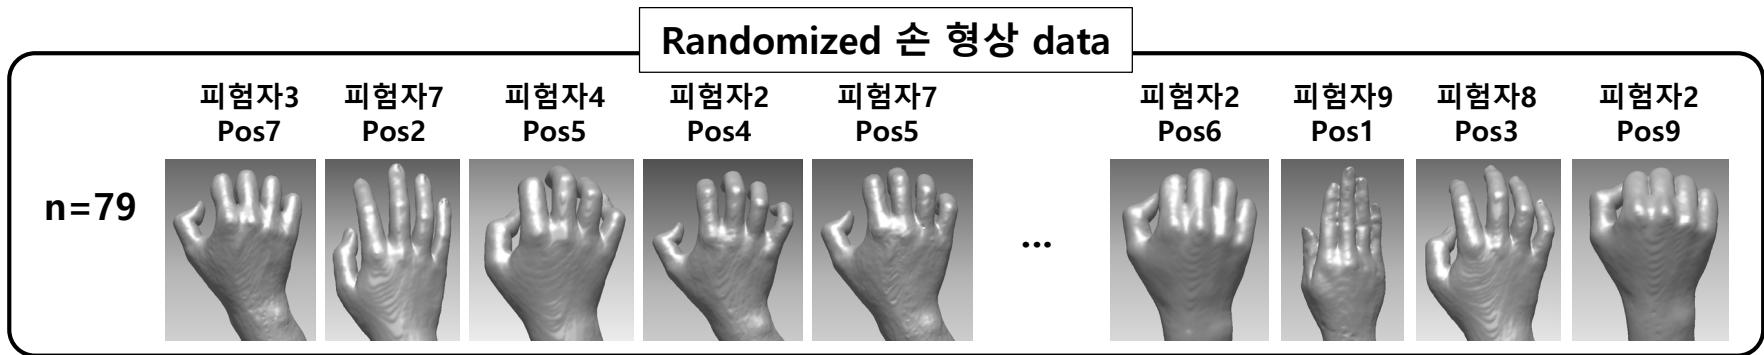 Randomized 손 형상 data
피험자3 피험자7 피험자4 피험자2 피험자7 피험자2 피험자9 피험자8 피험자2
Pos7 Pos2 Pos5 Pos4 Pos5 Pos6 Pos1 Pos3 Pos9
n=79
...